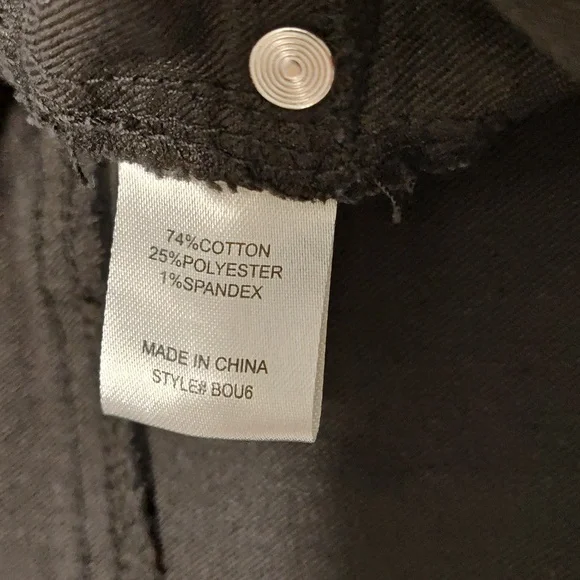 74%COTTON
25%POLYESTER
1%SPANDEX
MADE IN CHINA
STYLE# BOU6